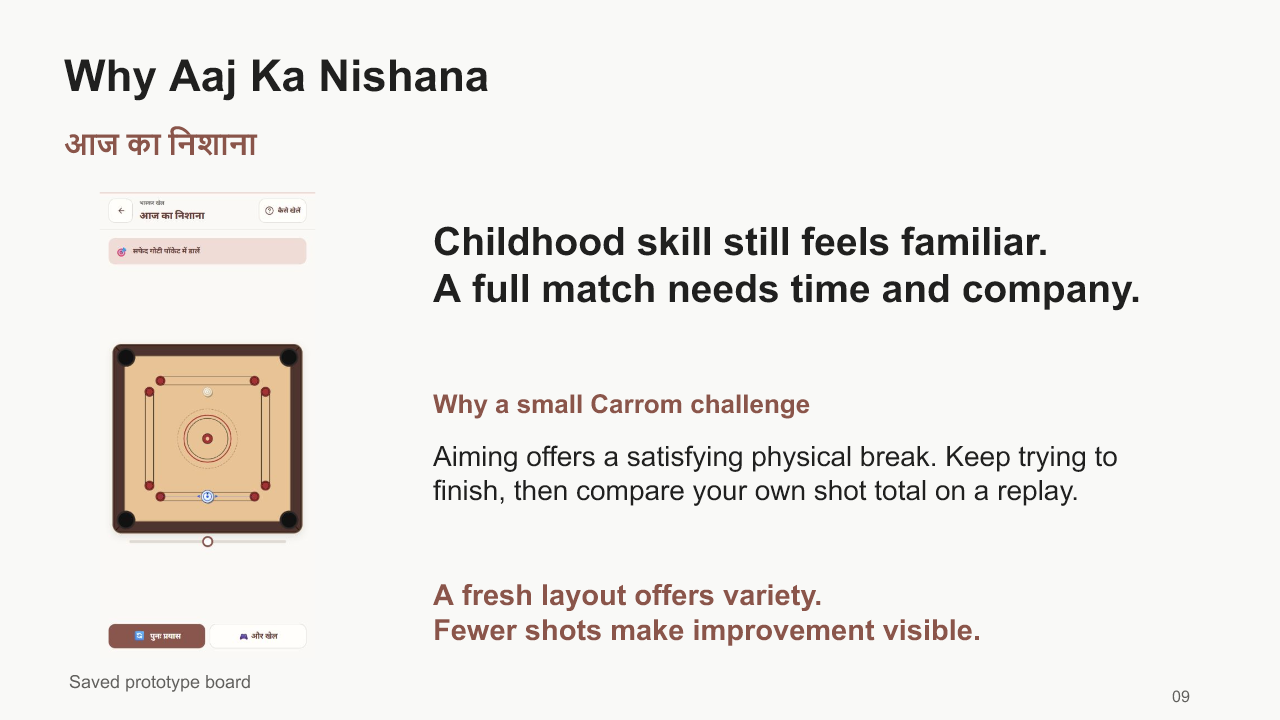 Why Aaj Ka Nishana
आज का निशाना
भास्कर खेल
आज का निशाना
कैसे खेलें
सफेद गोटी पॉकेट में डालें
पुनः प्रयास
और खेल
Saved prototype board
Childhood skill still feels familiar.
A full match needs time and company.
Why a small Carrom challenge
Aiming offers a satisfying physical break. Keep trying to
finish, then compare your own shot total on a replay.
A fresh layout offers variety.
Fewer shots make improvement visible.
09